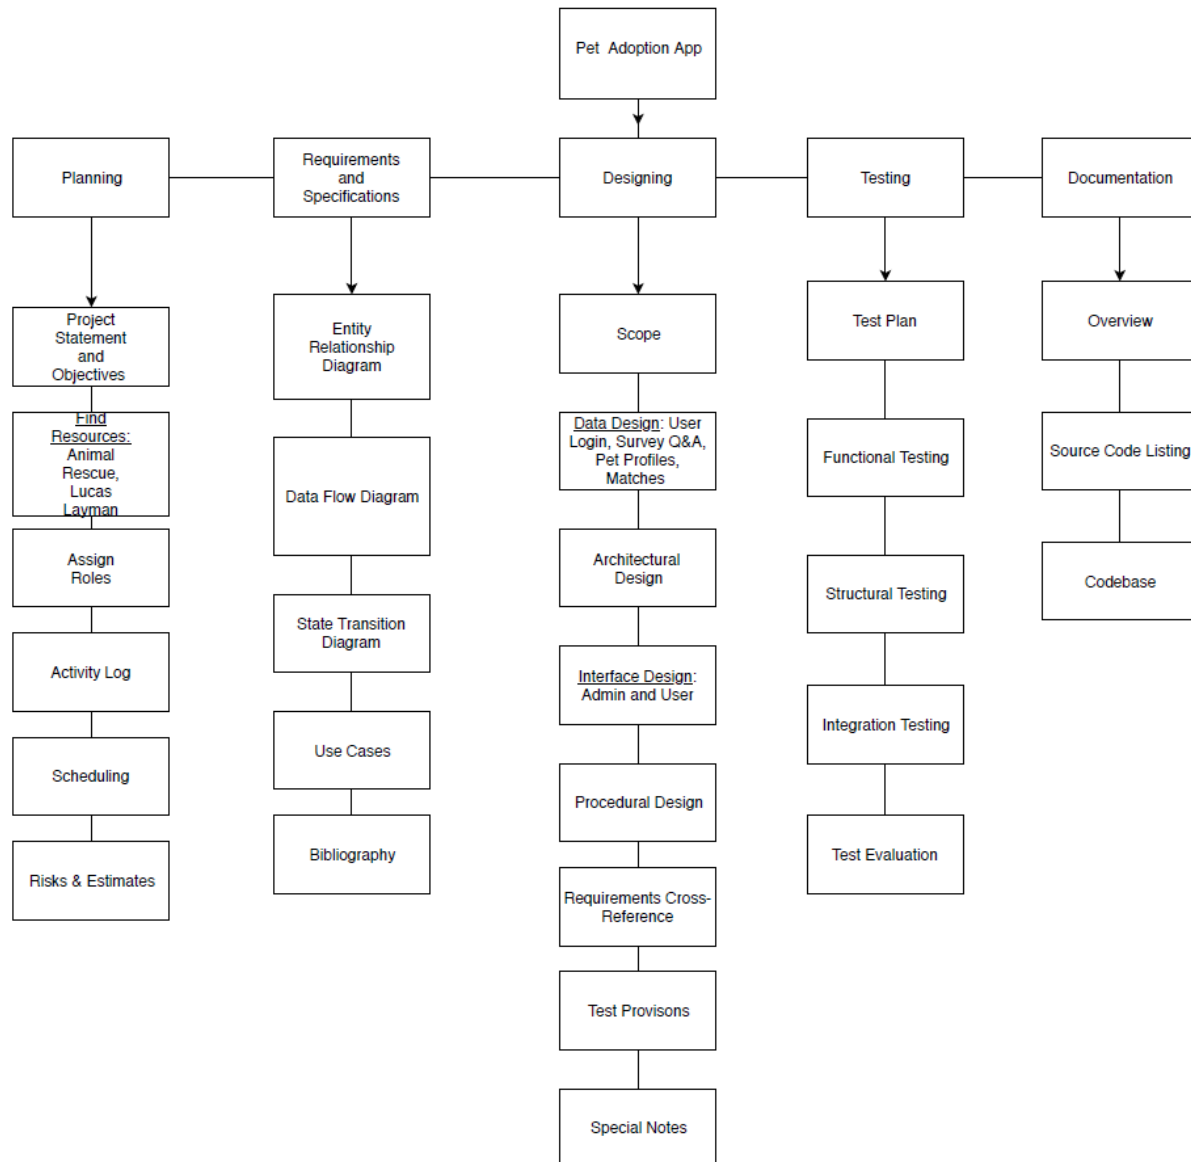 Pet Adoption App
Planning
Requirements
and
Specifications
Designing
Testing
Documentation
Project
Statement
and
Objectives
Find
Resources:
Animal
Rescue,
Lucas
Layman
Assign
Roles
Activity Log
Scheduling
Risks & Estimates
Entity
Relationship
Diagram
Data Flow Diagram
State Transition
Diagram
Use Cases
Bibliography
Scope
Data Design: User
Login, Survey Q&A,
Pet Profiles,
Matches
Architectural
Design
Interface Design:
Admin and User
Procedural Design
Requirements Cross-
Reference
Test Provisons
Special Notes
Test Plan
Functional Testing
Structural Testing
Integration Testing
Test Evaluation
Overview
Source Code Listing
Codebase